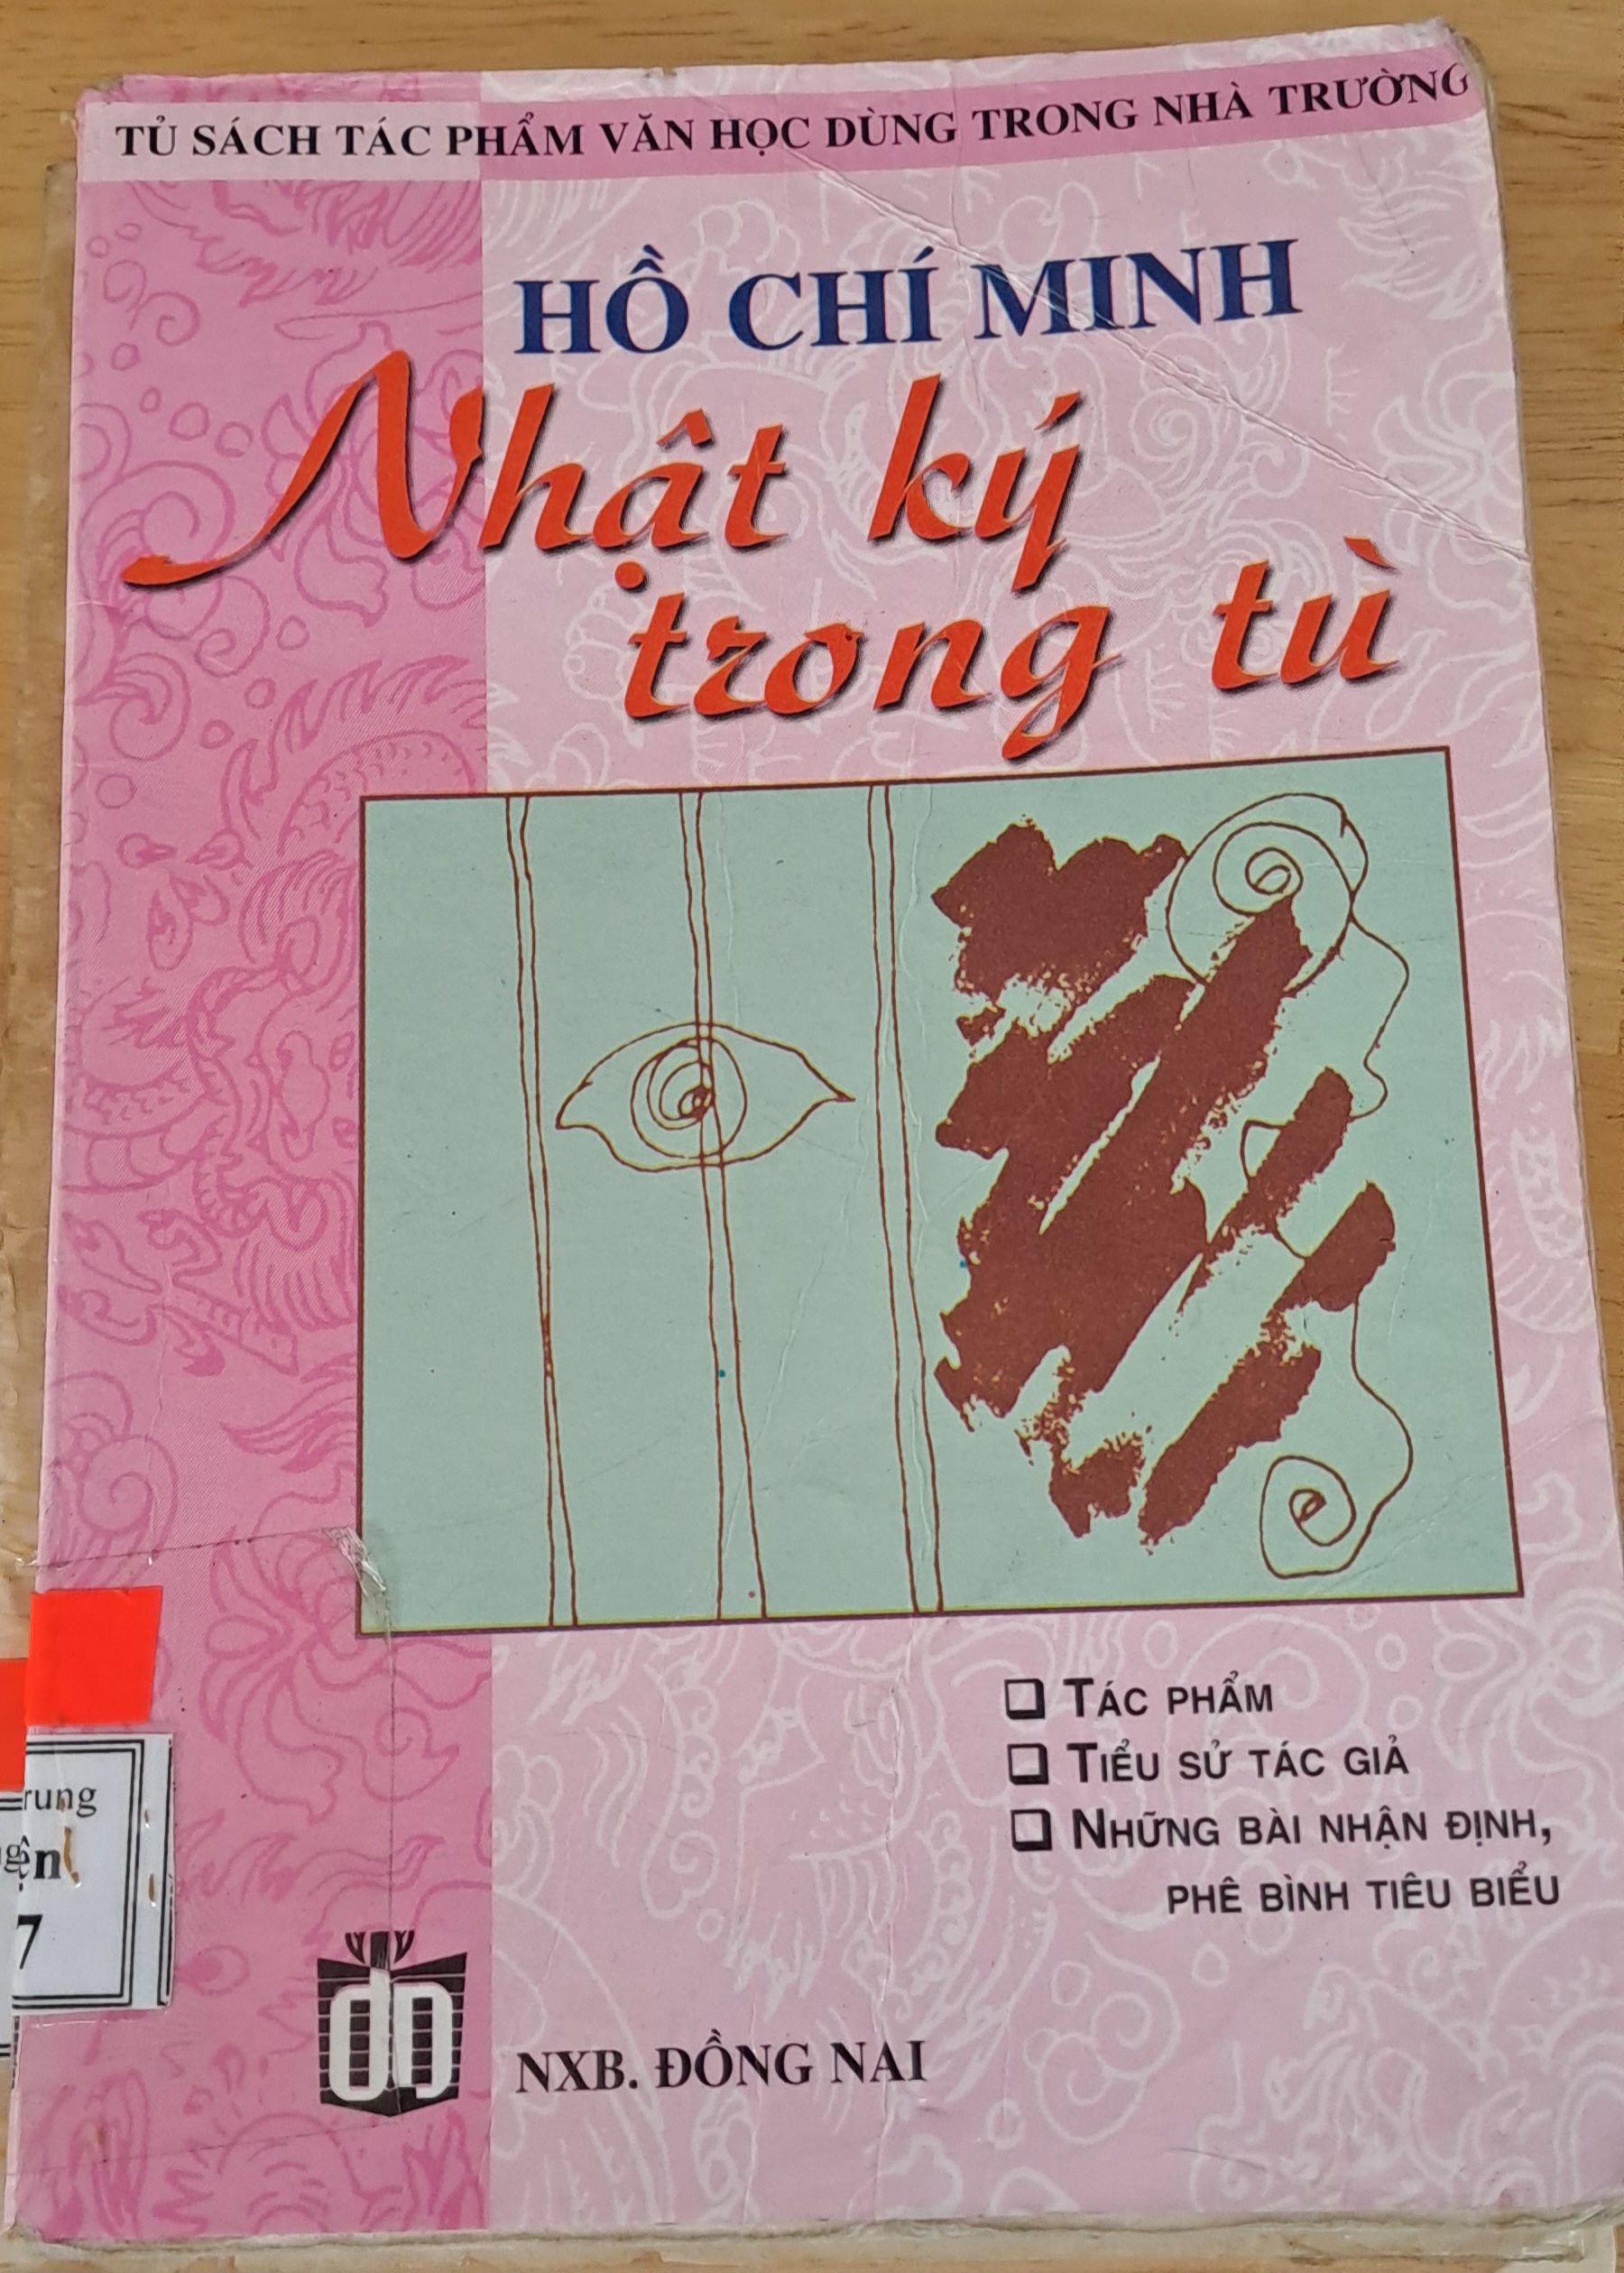 TỦ SÁCH TÁC PHẨM VĂN HỌC DÙNG TRONG NHÀ TRƯỜNG
HỒ CHÍ MINH
Nhật ký
trong tù
❑ TÁC PHẨM
❑ TIỂU SỬ TÁC GIẢ
❑ NHỮNG BÀI NHẬN ĐỊNH,
PHÊ BÌNH TIÊU BIỂU
7
NXB. ĐỒNG NAI